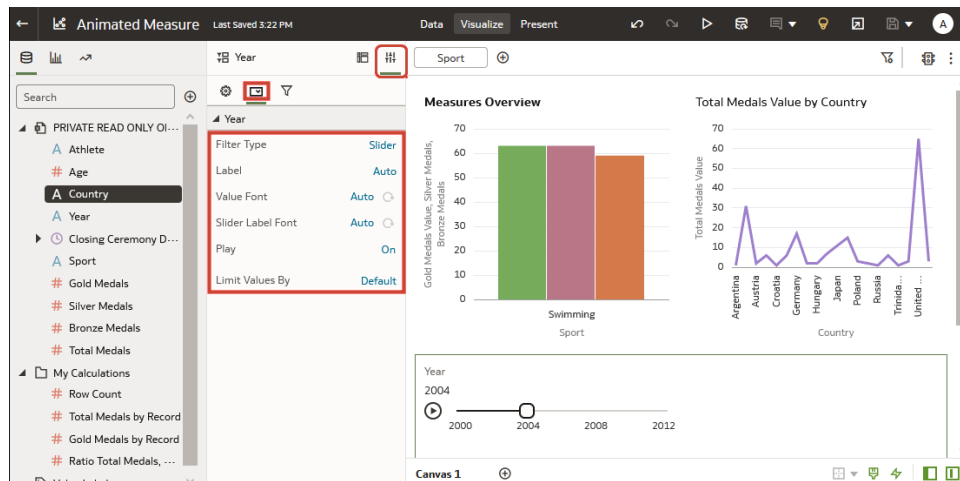 Animated Measure Last Saved 3:22 PM Data Visualize Present A
Year Sport
Search
PRIVATE READ ONLY Ol...
A Athlete
# Age
A Country
A Year
Closing Ceremony D...
A Sport
# Gold Medals
# Silver Medals
# Bronze Medals
# Total Medals
My Calculations
# Row Count
# Total Medals by Record
# Gold Medals by Record
# Ratio Total Medals, ...
Year
Filter Type Slider
Label Auto
Value Font Auto
Slider Label Font Auto
Play On
Limit Values By Default
Measures Overview
Gold Medals Value, Silver Medals,
Bronze Medals
70
60
50
40
30
20
10
0
Swimming
Sport
Total Medals Value by Country
Total Medals Value
70
60
50
40
30
20
10
0
Argentina
Austria
Croatia
Germany
Hungary
Japan
Poland
Russia
Trinida...
United ...
Country
Year
2004
2000 2004 2008 2012
Canvas 1